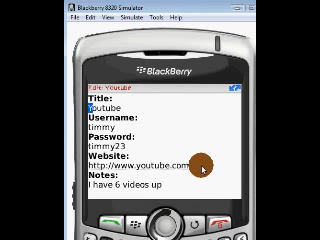 Blackberry 8320 Simulator
File Edit View Simulate Tools Help
BlackBerry
Edit: Youtube
Title:
Youtube
Username:
timmy
Password:
timmy23
Website:
http://www.youtube.com
Notes:
I have 6 videos up